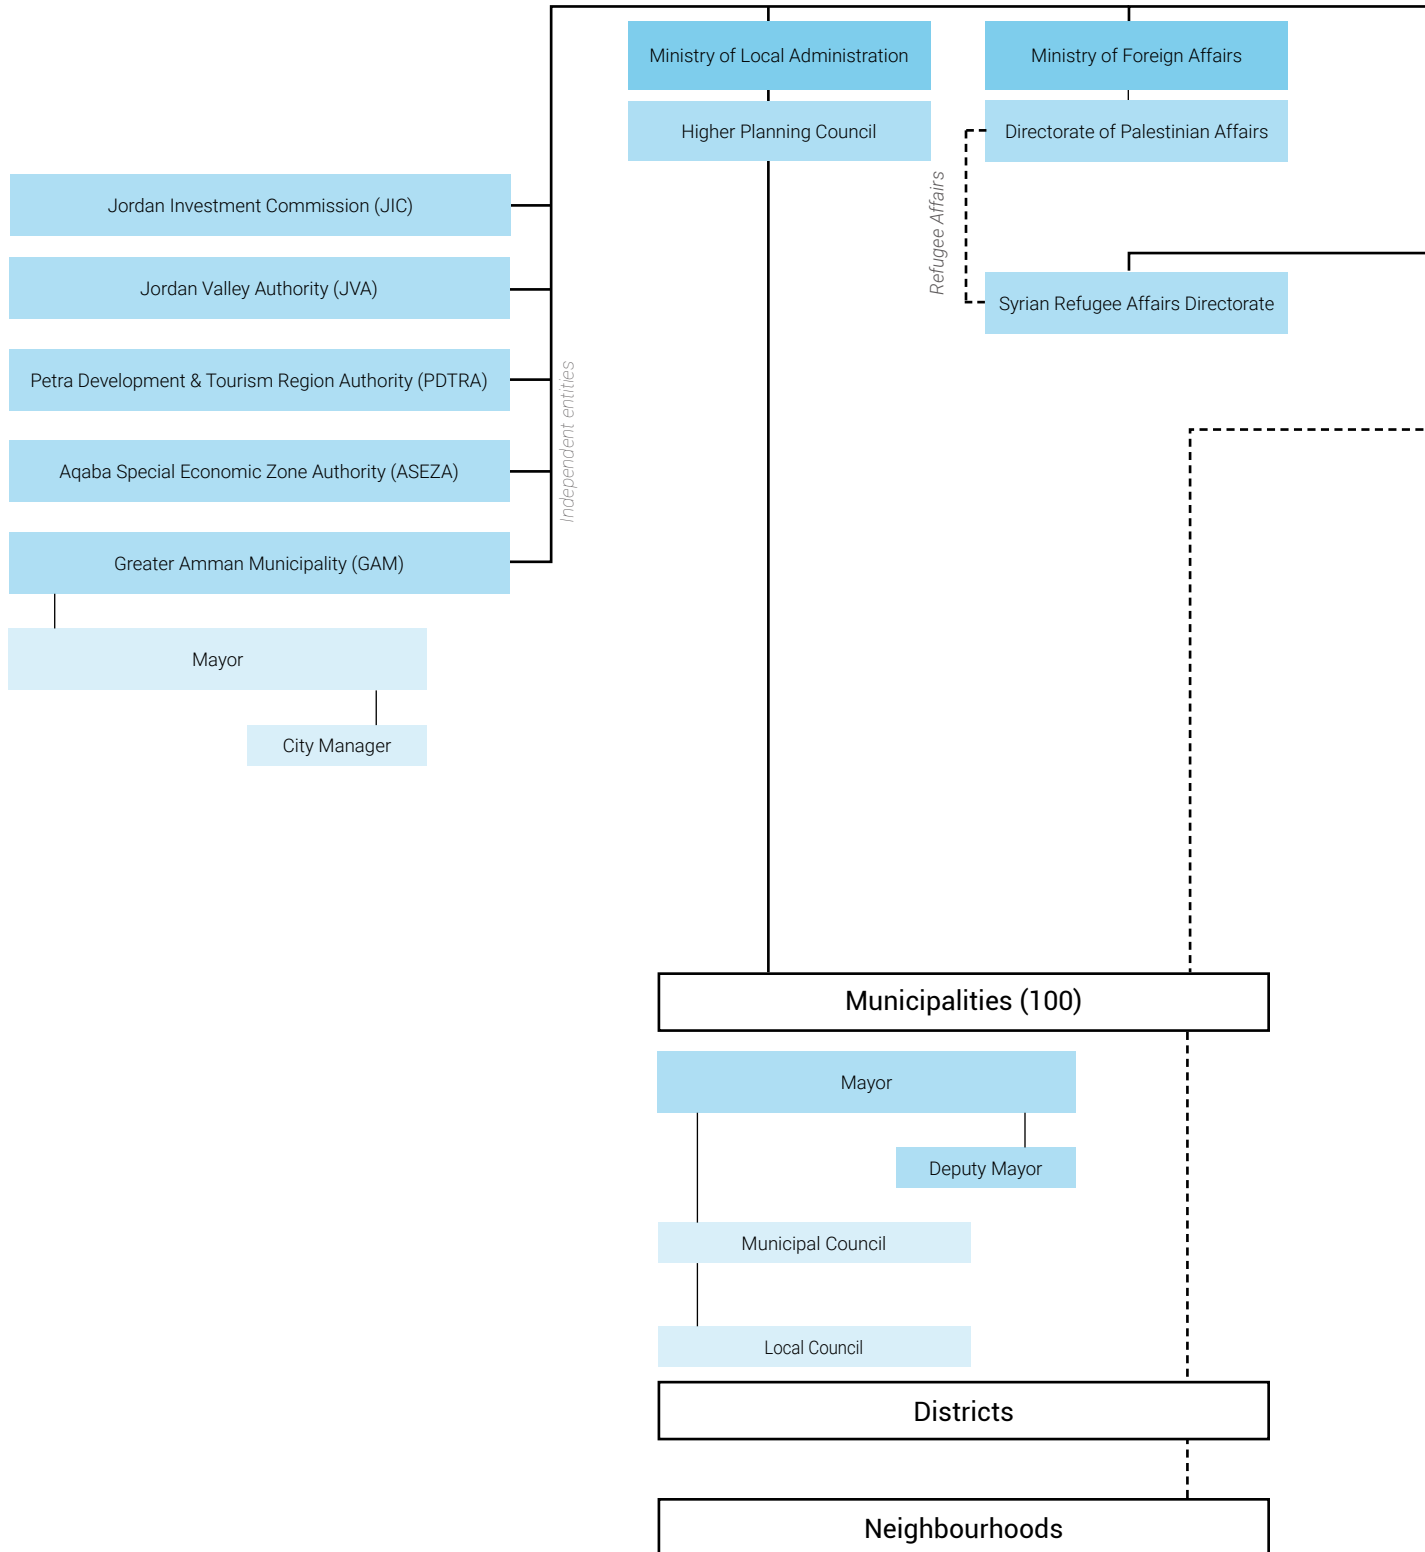 Ministry of Local Administration
Ministry of Foreign Affairs
Higher Planning Council
Directorate of Palestinian Affairs
Refugee Affairs
Syrian Refugee Affairs Directorate
Jordan Investment Commission (JIC)
Jordan Valley Authority (JVA)
Petra Development & Tourism Region Authority (PDTRA)
Aqaba Special Economic Zone Authority (ASEZA)
Greater Amman Municipality (GAM)
Independent entities
Mayor
City Manager
Municipalities (100)
Mayor
Deputy Mayor
Municipal Council
Local Council
Districts
Neighbourhoods